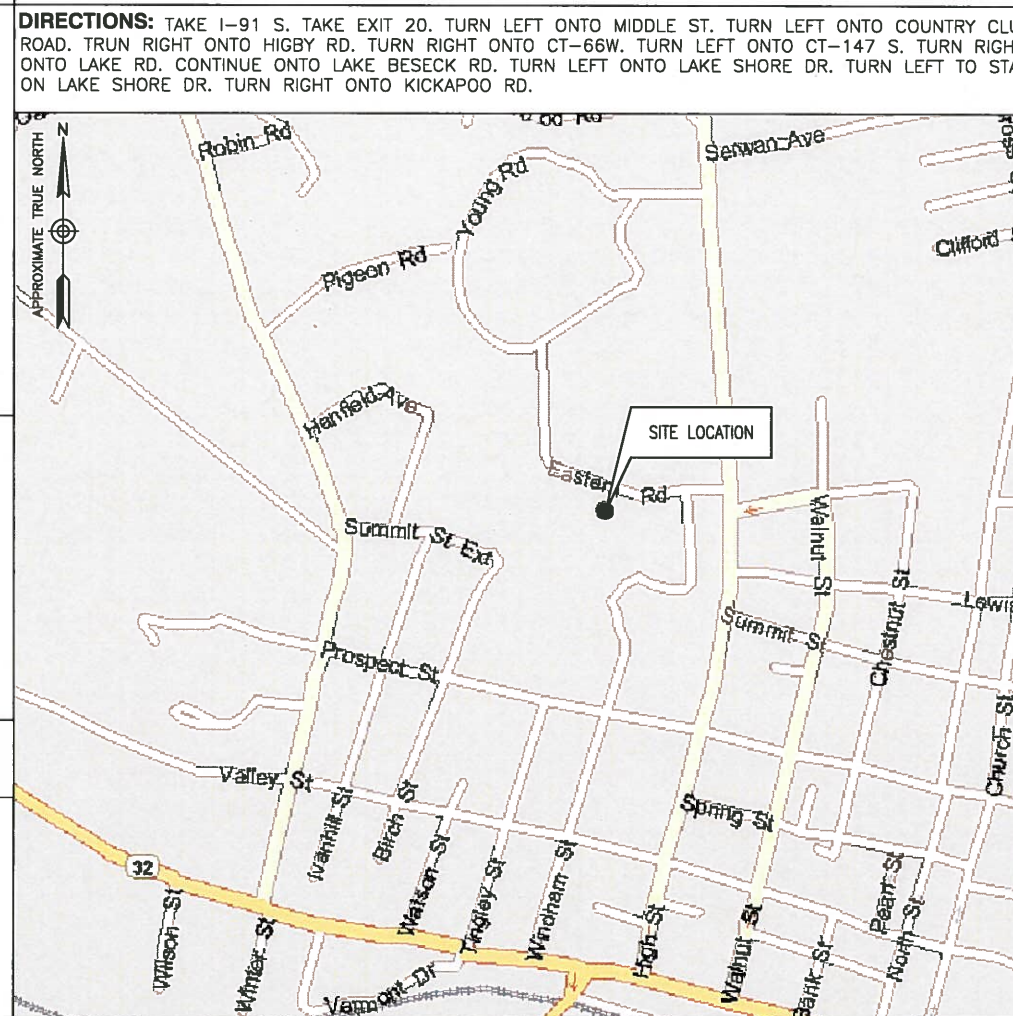 DIRECTIONS: TAKE I-91 S. TAKE EXIT 20. TURN LEFT ONTO MIDDLE ST. TURN LEFT ONTO COUNTRY CLU
ROAD. TRUN RIGHT ONTO HIGBY RD. TURN RIGHT ONTO CT-66W. TURN LEFT ONTO CT-147 S. TURN RIGH
ONTO LAKE RD. CONTINUE ONTO LAKE BESECK RD. TURN LEFT ONTO LAKE SHORE DR. TURN LEFT TO STA
ON LAKE SHORE DR. TURN RIGHT ONTO KICKAPOO RD.
N
APPROXIMATE TRUE NORTH
Robin Rd
Rd
Serwan Ave
Young Rd
Clifford
Pigeon Rd
Hanfield Ave
SITE LOCATION
Eastern Rd
Walnut St
Summit St Ext
Chestnut St
Lewis
Summit St
Prospect St
Church St
Valley St
Spring St
Ivanhill St
Birch St
Watson St
Tingley St
Windham St
Pearl St
North St
32
Wilson St
Winter St
High St
Walnut St
Bank St
Vermont Dr